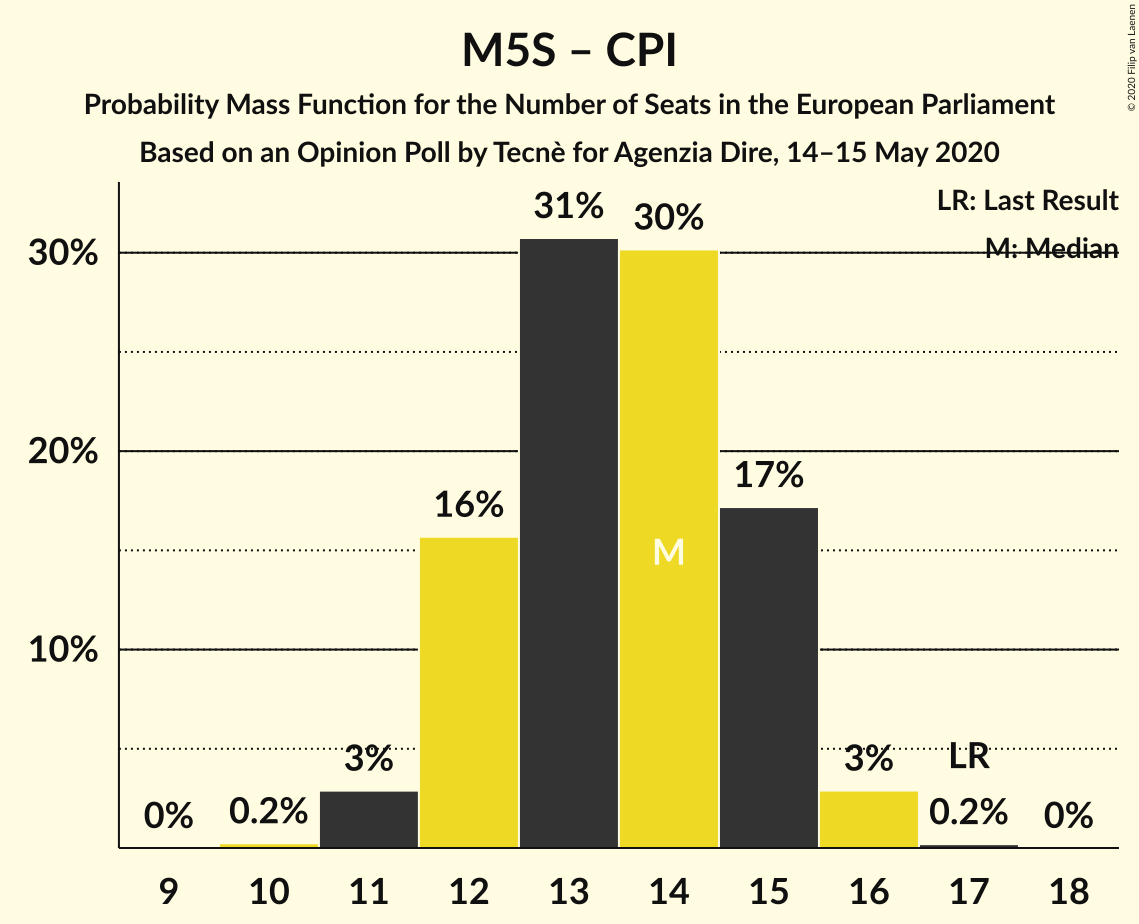 M5S – CPI
Probability Mass Function for the Number of Seats in the European Parliament
Based on an Opinion Poll by Tecnè for Agenzia Dire, 14–15 May 2020
© 2020 Filip van Laenen
LR: Last Result
M: Median
30%
20%
10%
0%
0.2%
3%
16%
31%
30%
M
17%
3%
LR
0.2%
0%
9 10 11 12 13 14 15 16 17 18